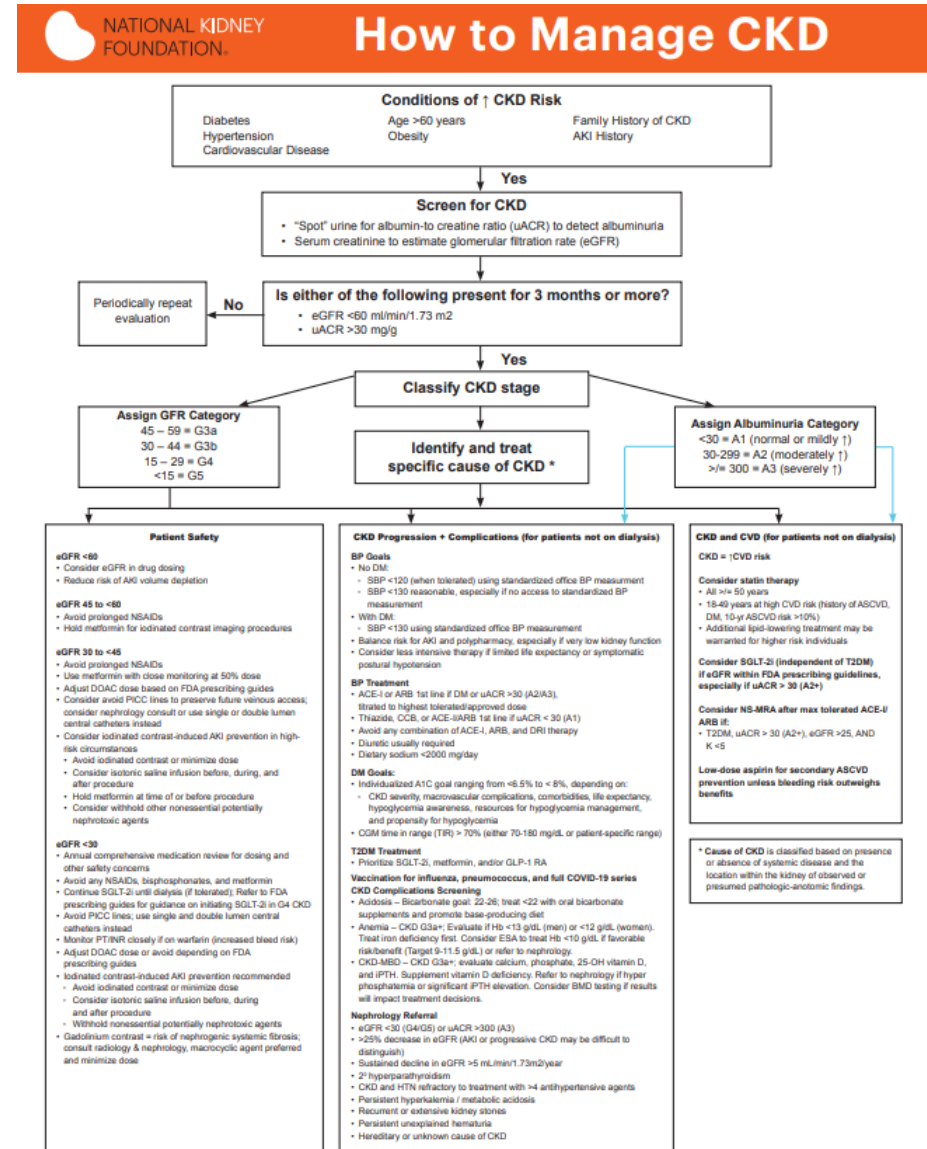 NATIONAL KIDNEY
FOUNDATION®
How to Manage CKD
Conditions of ↑ CKD Risk
Diabetes
Hypertension
Cardiovascular Disease
Age >60 years
Obesity
Family History of CKD
AKI History
Yes
Screen for CKD
• "Spot" urine for albumin-to creatine ratio (uACR) to detect albuminuria
• Serum creatinine to estimate glomerular filtration rate (eGFR)
Is either of the following present for 3 months or more?
• eGFR <60 ml/min/1.73 m2
• uACR >30 mg/g
No
Periodically repeat
evaluation
Yes
Classify CKD stage
Assign GFR Category
45 – 59 = G3a
30 – 44 = G3b
15 – 29 = G4
<15 = G5
Identify and treat
specific cause of CKD *
Assign Albuminuria Category
<30 = A1 (normal or mildly ↑)
30-299 = A2 (moderately ↑)
>/= 300 = A3 (severely ↑)
Patient Safety
eGFR <60
• Consider eGFR in drug dosing
• Reduce risk of AKI volume depletion
eGFR 45 to <60
• Avoid prolonged NSAIDs
• Hold metformin for iodinated contrast imaging procedures
eGFR 30 to <45
• Avoid prolonged NSAIDs
• Use metformin with close monitoring at 50% dose
• Adjust DOAC dose based on FDA prescribing guides
• Consider avoid PICC lines to preserve future venous access;
consider nephrology consult or use single or double lumen
central catheters instead
• Consider iodinated contrast-induced AKI prevention in high-
risk circumstances
• Avoid iodinated contrast or minimize dose
• Consider isotonic saline infusion before, during, and
after procedure
• Hold metformin at time of or before procedure
• Consider withhold other nonessential potentially
nephrotoxic agents
eGFR <30
• Annual comprehensive medication review for dosing and
other safety concerns
• Avoid any NSAIDs, bisphosphonates, and metformin
• Continue SGLT-2i until dialysis (if tolerated); Refer to FDA
prescribing guides for guidance on initiating SGLT-2i in G4 CKD
• Avoid PICC lines; use single and double lumen central
catheters instead
• Monitor PT/INR closely if on warfarin (increased bleed risk)
• Adjust DOAC dose or avoid depending on FDA
prescribing guides
• Iodinated contrast-induced AKI prevention recommended
- Avoid iodinated contrast or minimize dose
- Consider isotonic saline infusion before, during
and after procedure
- Withhold nonessential potentially nephrotoxic agents
• Gadolinium contrast = risk of nephrogenic systemic fibrosis;
consult radiology & nephrology, macrocyclic agent preferred
and minimize dose
CKD Progression + Complications (for patients not on dialysis)
BP Goals
• No DM:
- SBP <120 (when tolerated) using standardized office BP measurment
- SBP <130 reasonable, especially if no access to standardized BP
measurement
• With DM:
- SBP <130 using standardized office BP measurement
• Balance risk for AKI and polypharmacy, especially if very low kidney function
• Consider less intensive therapy if limited life expectancy or symptomatic
postural hypotension
BP Treatment
• ACE-I or ARB 1st line if DM or uACR >30 (A2/A3),
titrated to highest tolerated/approved dose
• Thiazide, CCB, or ACE-I/ARB 1st line if uACR < 30 (A1)
• Avoid any combination of ACE-I, ARB, and DRI therapy
• Diuretic usually required
• Dietary sodium <2000 mg/day
DM Goals:
• Individualized A1C goal ranging from <6.5% to < 8%, depending on:
- CKD severity, macrovascular complications, comorbidities, life expectancy,
hypoglycemia awareness, resources for hypoglycemia management,
and propensity for hypoglycemia
• CGM time in range (TIR) > 70% (either 70-180 mg/dL or patient-specific range)
T2DM Treatment
• Prioritize SGLT-2i, metformin, and/or GLP-1 RA
Vaccination for influenza, pneumococcus, and full COVID-19 series
CKD Complications Screening
• Acidosis – Bicarbonate goal: 22-26; treat <22 with oral bicarbonate
supplements and promote base-producing diet
• Anemia – CKD G3a+; Evaluate if Hb <13 g/dL (men) or <12 g/dL (women).
Treat iron deficiency first. Consider ESA to treat Hb <10 g/dL if favorable
risk/benefit (Target 9-11.5 g/dL) or refer to nephrology.
• CKD-MBD – CKD G3a+; evaluate calcium, phosphate, 25-OH vitamin D,
and iPTH. Supplement vitamin D deficiency. Refer to nephrology if hyper
phosphatemia or significant iPTH elevation. Consider BMD testing if results
will impact treatment decisions.
Nephrology Referral
• eGFR <30 (G4/G5) or uACR >300 (A3)
• >25% decrease in eGFR (AKI or progressive CKD may be difficult to
distinguish)
• Sustained decline in eGFR >5 mL/min/1.73m2/year
• 2⁰ hyperparathyroidism
• CKD and HTN refractory to treatment with >4 antihypertensive agents
• Persistent hyperkalemia / metabolic acidosis
• Recurrent or extensive kidney stones
• Persistent unexplained hematuria
• Hereditary or unknown cause of CKD
CKD and CVD (for patients not on dialysis)
CKD = ↑CVD risk
Consider statin therapy
• All >/= 50 years
• 18-49 years at high CVD risk (history of ASCVD,
DM, 10-yr ASCVD risk >10%)
• Additional lipid-lowering treatment may be
warranted for higher risk individuals
Consider SGLT-2i (independent of T2DM)
if eGFR within FDA prescribing guidelines,
especially if uACR > 30 (A2+)
Consider NS-MRA after max tolerated ACE-I/
ARB if:
• T2DM, uACR > 30 (A2+), eGFR >25, AND
K <5
Low-dose aspirin for secondary ASCVD
prevention unless bleeding risk outweighs
benefits
* Cause of CKD is classified based on presence
or absence of systemic disease and the
location within the kidney of observed or
presumed pathologic-anotomic findings.